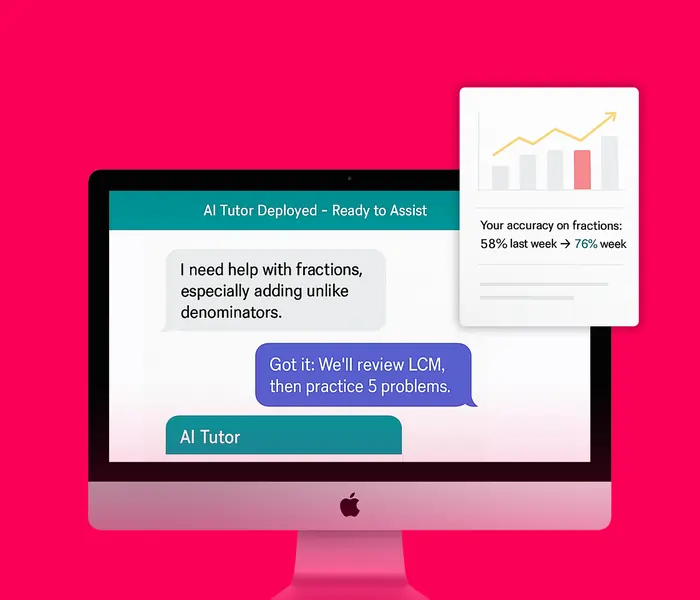 AI Tutor Deployed - Ready to Assist
I need help with fractions,
especially adding unlike
denominators.
Got it: We'll review LCM,
then practice 5 problems.
AI Tutor
Your accuracy on fractions:
58% last week → 76% week